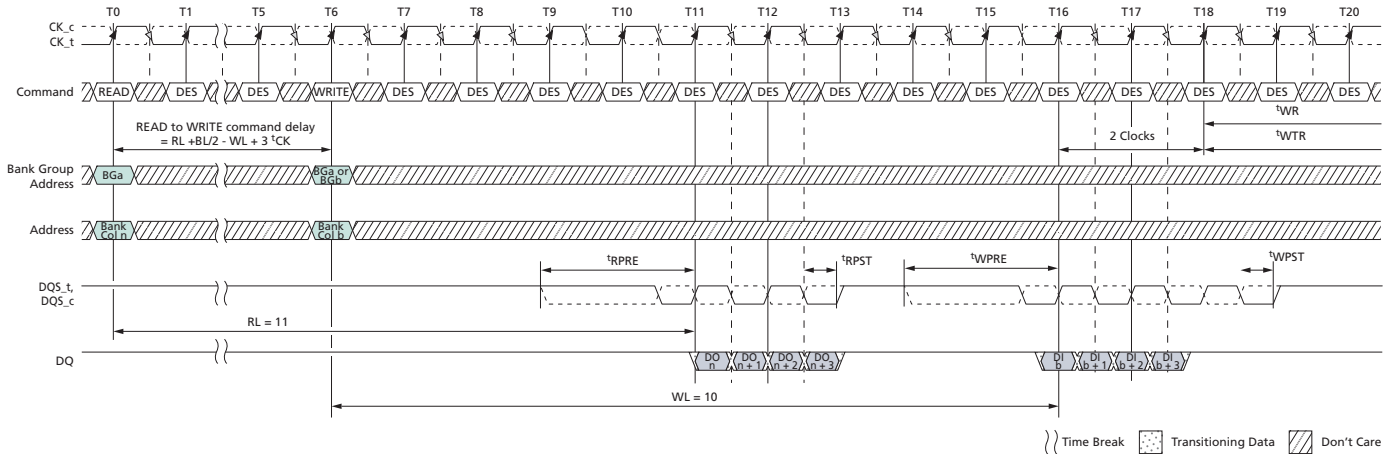 T0 T1 T5 T6 T7 T8 T9 T10 T11 T12 T13 T14 T15 T16 T17 T18 T19 T20
CK_c
CK_t
Command READ DES DES WRITE DES DES DES DES DES DES DES DES DES DES DES DES DES DES
tWR
READ to WRITE command delay
= RL +BL/2 - WL + 3 tCK
2 Clocks
tWTR
Bank Group
Address
BGa
BGa or
BGb
Address
Bank
Col n
Bank
Col b
tRPRE tRPST tWPRE tWPST
DQS_t,
DQS_c
RL = 11
DQ
DO
n
DO
n + 1
DO
n + 2
DO
n + 3
DI
b
DI
b + 1
DI
b + 2
DI
b + 3
WL = 10
Time Break Transitioning Data Don't Care